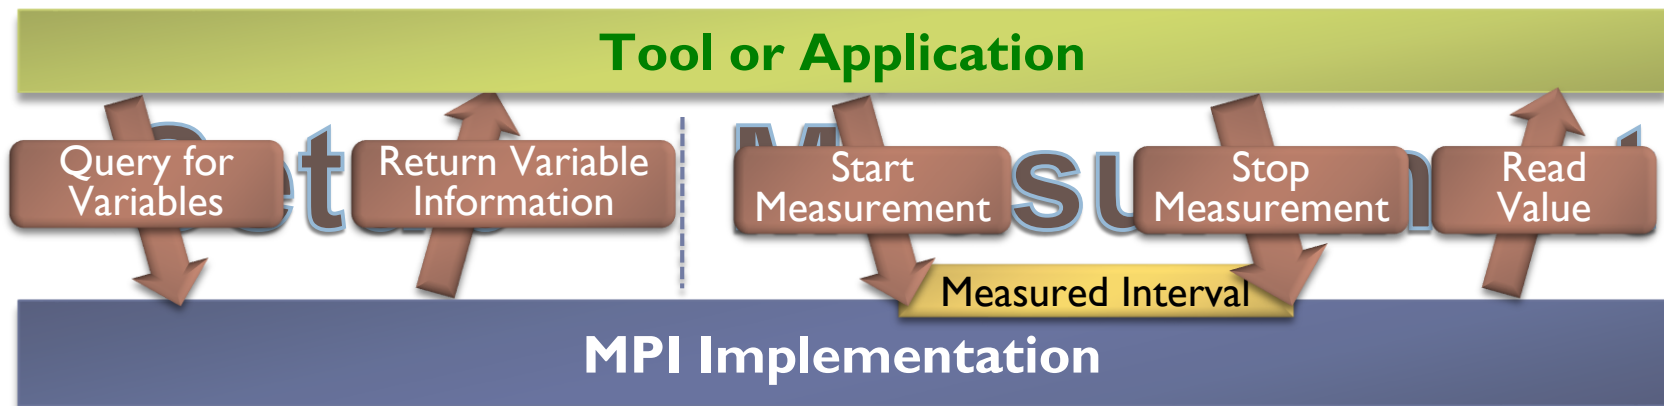 Tool or Application
Query for
Variables
Return Variable
Information
Start
Measurement
Stop
Measurement
Read
Value
Measured Interval
MPI Implementation